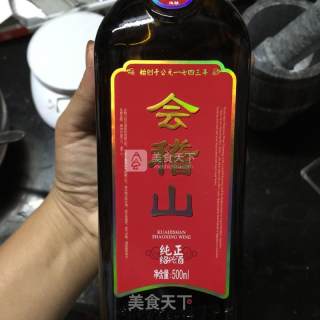 始创于公元一七四三年
会
稽
山
美食天下
KUAIJISHAN
SHAOXING WINE
纯正
绍兴酒
净含量:500ml
美食天下